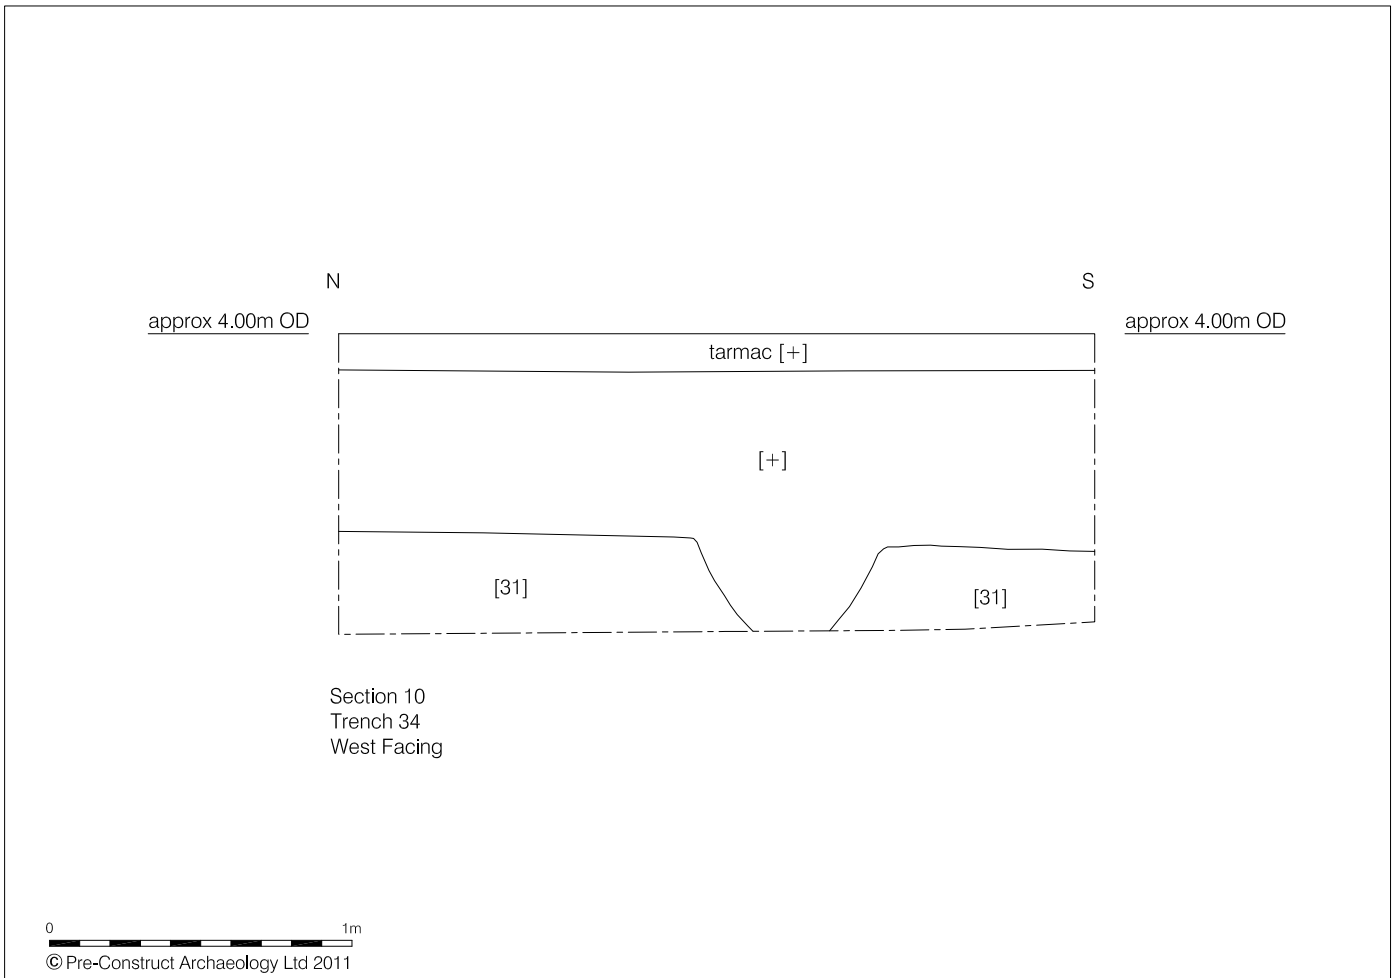 N
S
approx 4.00m OD
approx 4.00m OD
tarmac [+]
[+]
[31]
[31]
Section 10
Trench 34
West Facing
0
1m
© Pre-Construct Archaeology Ltd 2011